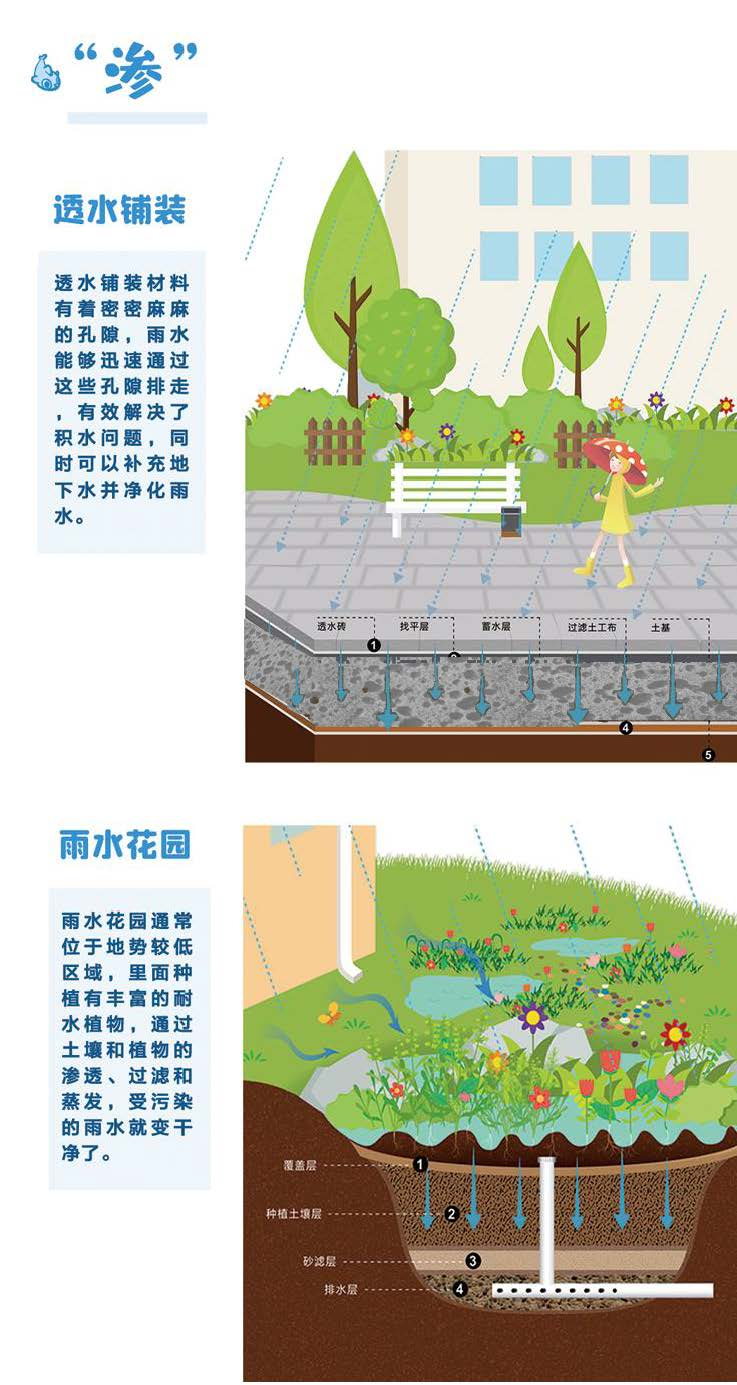 “渗”
透水铺装
透水铺装材料
有着密密麻麻
的孔隙，雨水
能够迅速通过
这些孔隙排走
，有效解决了
积水问题，同
时可以补充地
下水并净化雨
水。
透水砖 找平层 蓄水层 过滤土工布 土基
1
4
5
雨水花园
雨水花园通常
位于地势较低
区域，里面种
植有丰富的耐
水植物，通过
土壤和植物的
渗透、过滤和
蒸发，受污染
的雨水就变干
净了。
覆盖层 1
种植土壤层 2
砂滤层 3
排水层 4